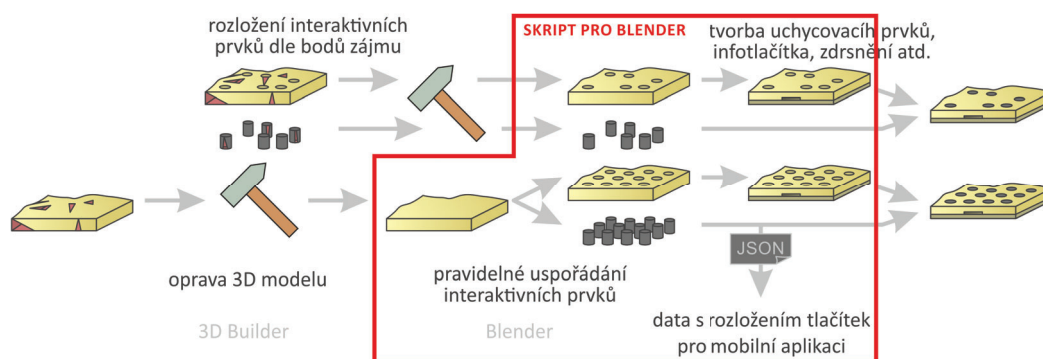 rozložení interaktivních
prvků dle bodů zájmu
SKRIPT PRO BLENDER
tvorba uchycovacích prvků,
infotlačítka, zdrsnění atd.
oprava 3D modelu
pravidelné uspořádání
interaktivních prvků
JSON
3D Builder
Blender
data s rozložením tlačítek
pro mobilní aplikaci